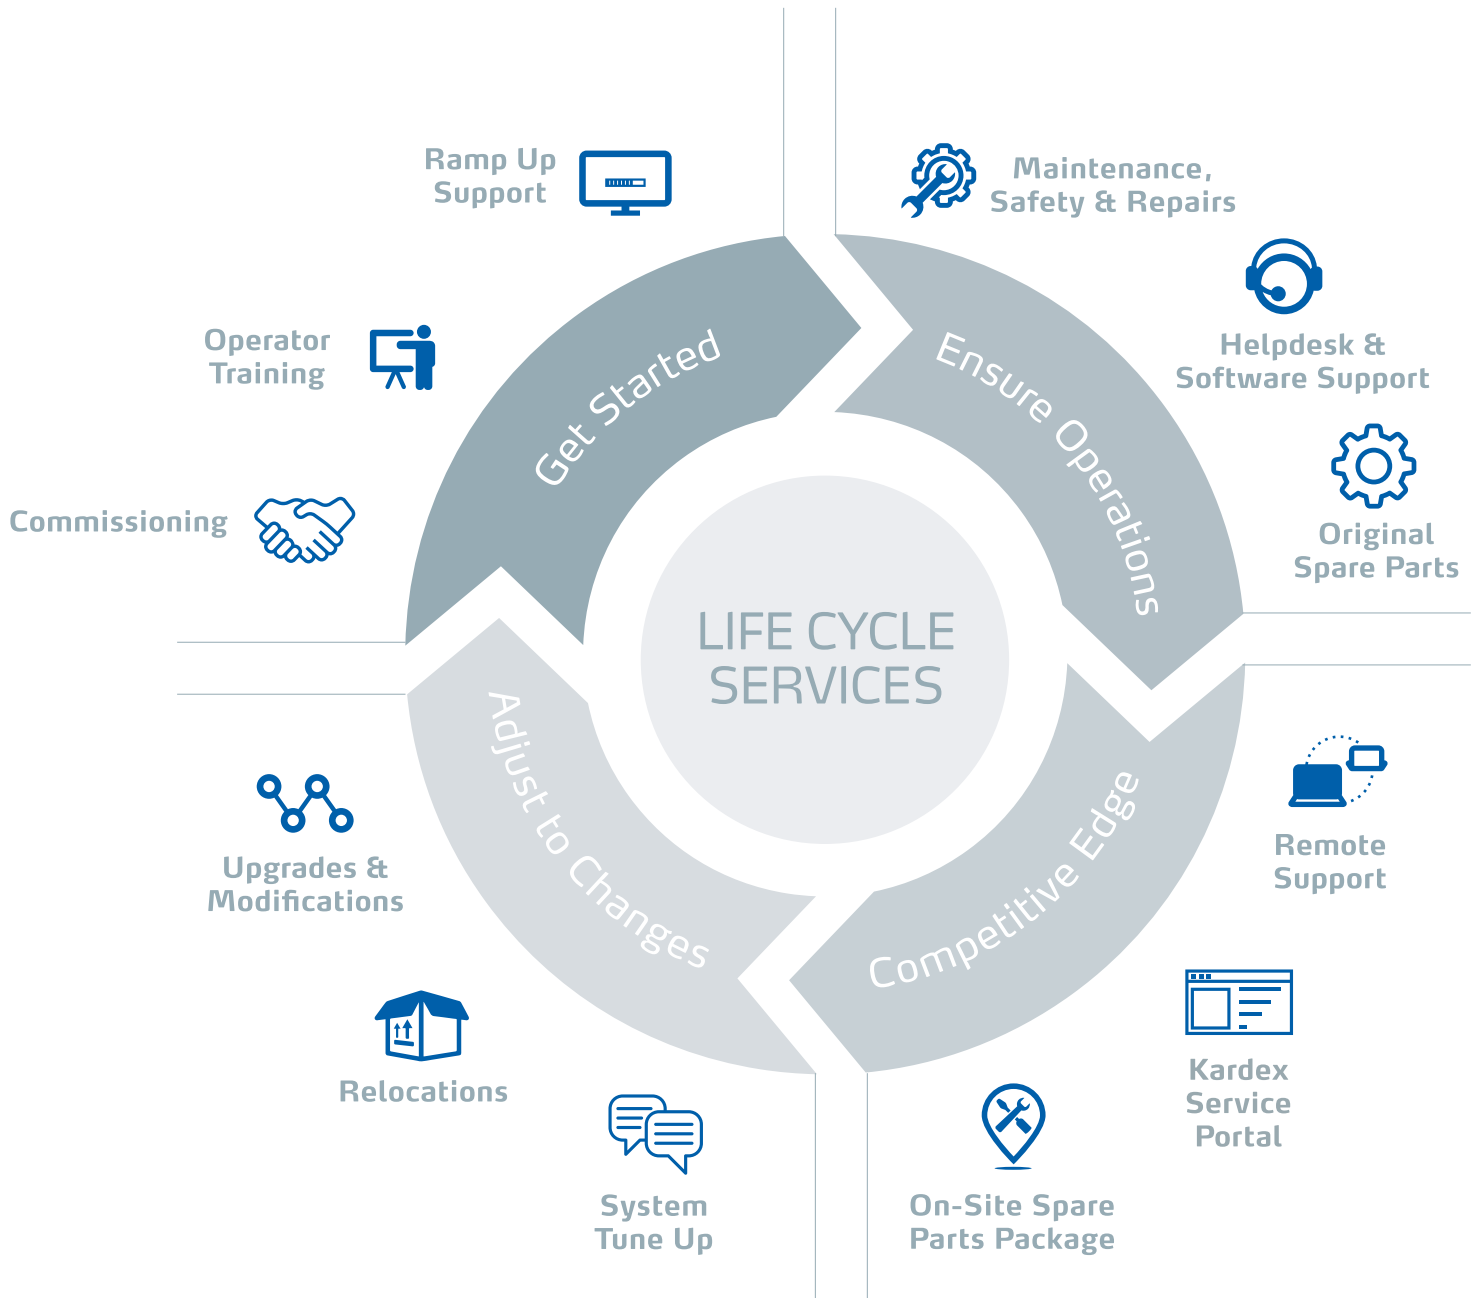 Ramp Up
Support
Maintenance,
Safety & Repairs
Operator
Training
Helpdesk &
Software Support
Commissioning
Original
Spare Parts
Get Started
Ensure Operations
LIFE CYCLE
SERVICES
Adjust to Changes
Competitive Edge
Upgrades &
Modifications
Remote
Support
Relocations
Kardex
Service
Portal
System
Tune Up
On-Site Spare
Parts Package